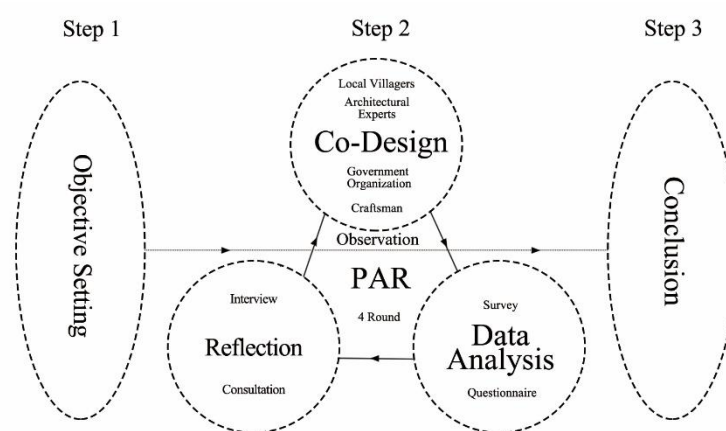 Step 1
Step 2
Step 3
Objective Setting
Local Villagers
Architectural
Experts
Co-Design
Government
Organization
Craftsman
Observation
PAR
4 Round
Interview
Reflection
Consultation
Survey
Data
Analysis
Questionnaire
Conclusion